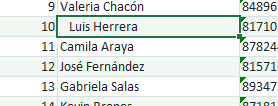 9 Valeria Chacón 84896
10 Luis Herrera 81710
11 Camila Araya 87824
12 José Fernández 81571
13 Gabriela Salas 89347